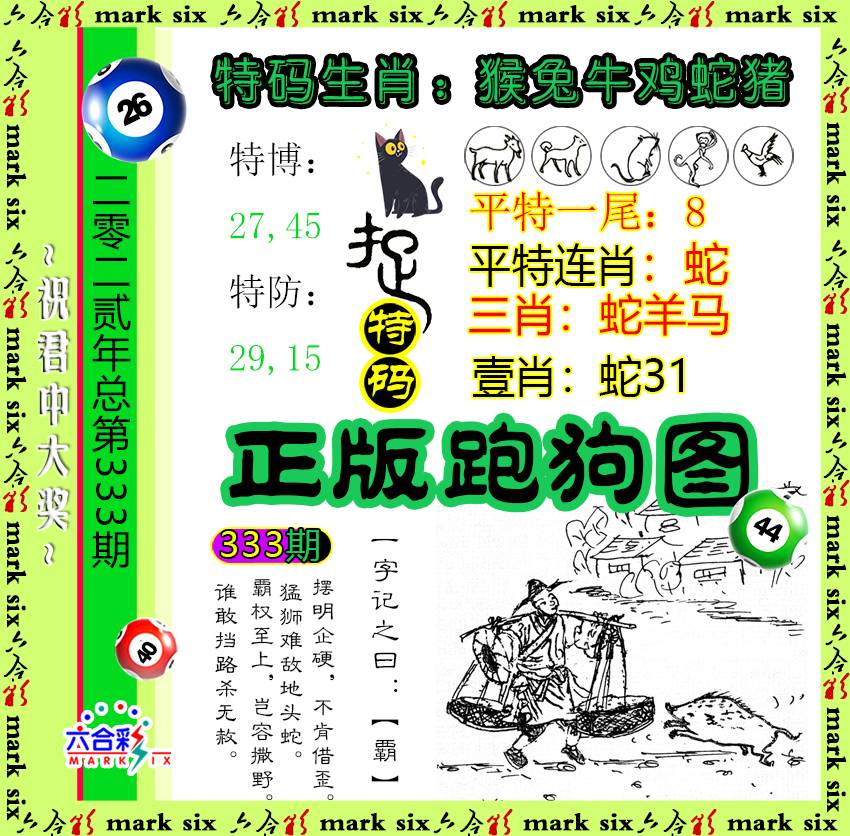 六合彩 mark six
特码生肖：猴兔牛鸡蛇猪
26
特博：
27,45
特防：
29,15
捉
特
码
平特一尾：8
平特连肖：蛇
三肖：蛇羊马
壹肖：蛇31
二零二贰年总第333期
~祝君中大奖~
正版跑狗图
44
333期
一字记之曰：【霸】
摆明企硬，不肯借歪。
猛狮难敌地头蛇。
霸权至上，岂容撒野。
谁敢挡路杀无赦。
40
六合彩
MARK SIX